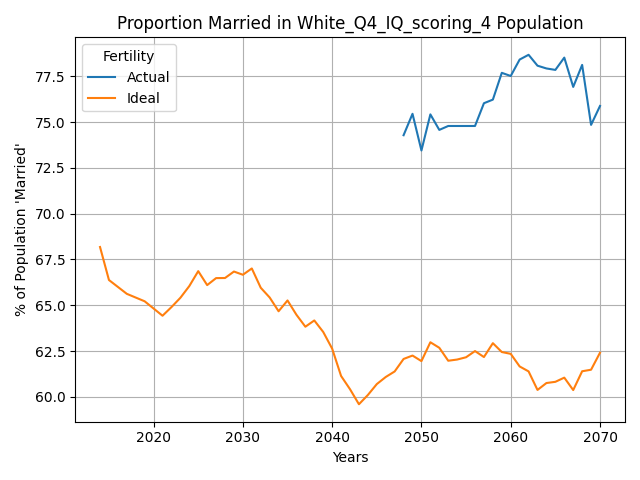 Proportion Married in White_Q4_IQ_scoring_4 Population
Fertility
Actual
Ideal
% of Population 'Married'
77.5
75.0
72.5
70.0
67.5
65.0
62.5
60.0
2020 2030 2040 2050 2060 2070
Years